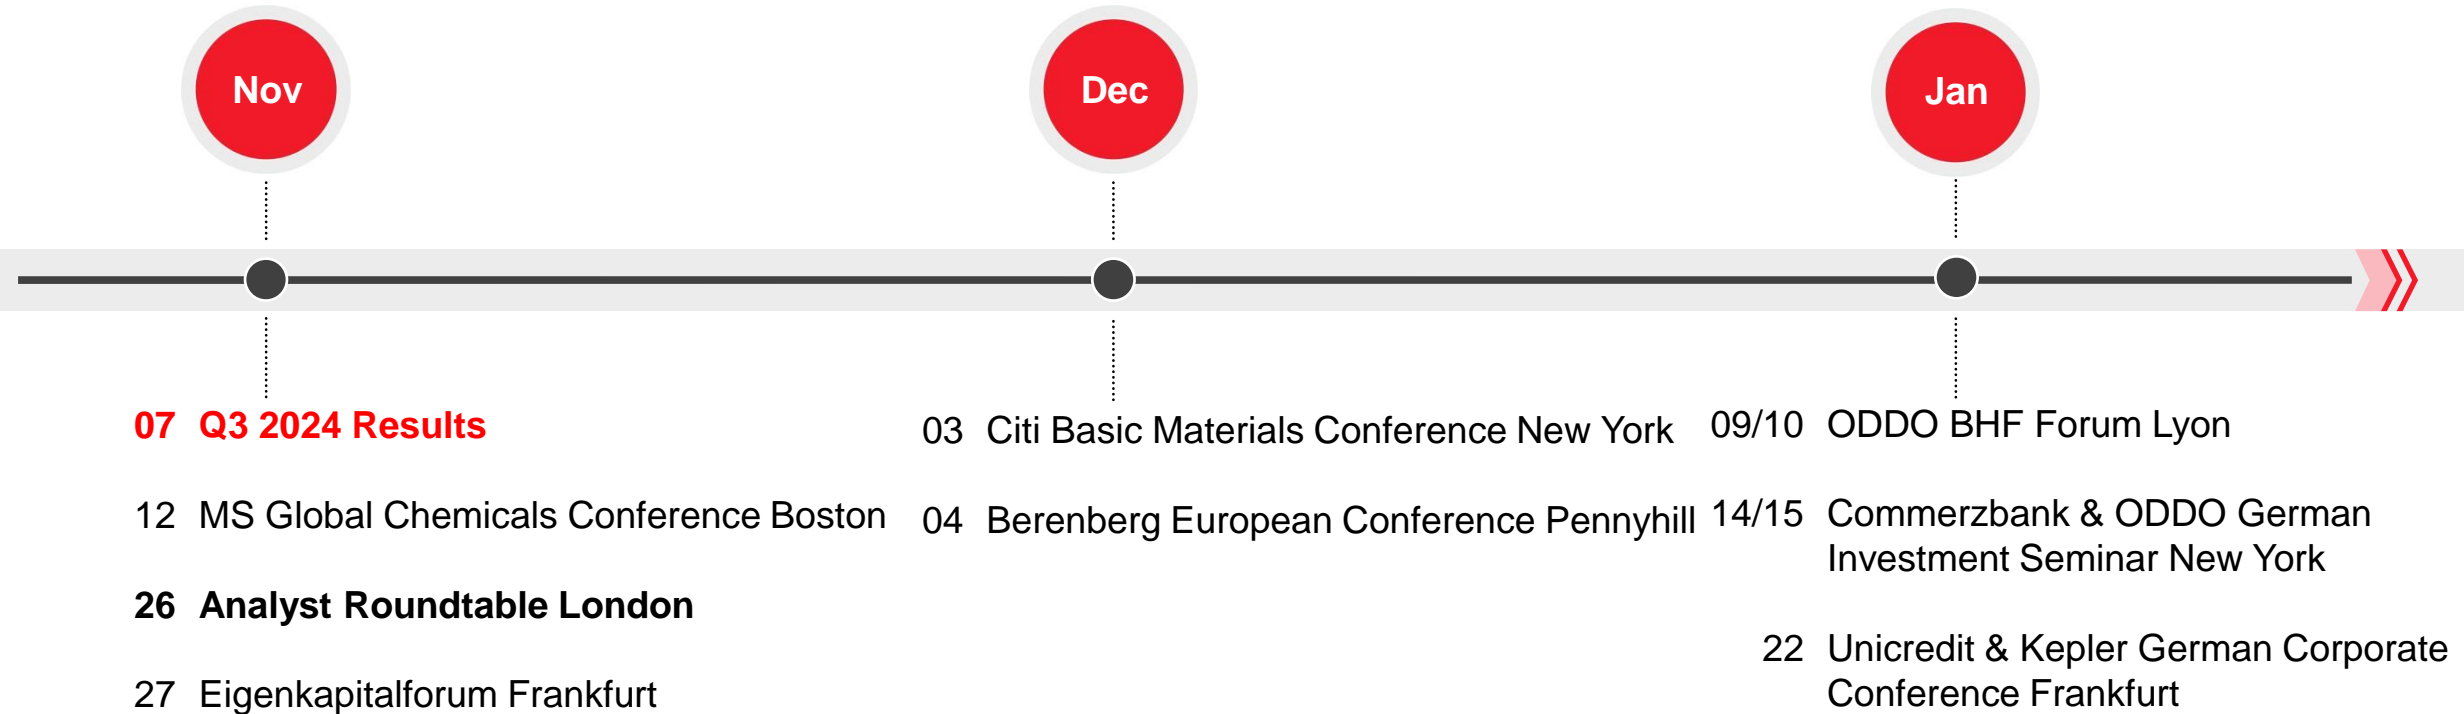 Nov
Dec
Jan
07 Q3 2024 Results
12 MS Global Chemicals Conference Boston
26 Analyst Roundtable London
27 Eigenkapitalforum Frankfurt
03 Citi Basic Materials Conference New York
04 Berenberg European Conference Pennyhill
09/10 ODDO BHF Forum Lyon
14/15 Commerzbank & ODDO German
Investment Seminar New York
22 Unicredit & Kepler German Corporate
Conference Frankfurt